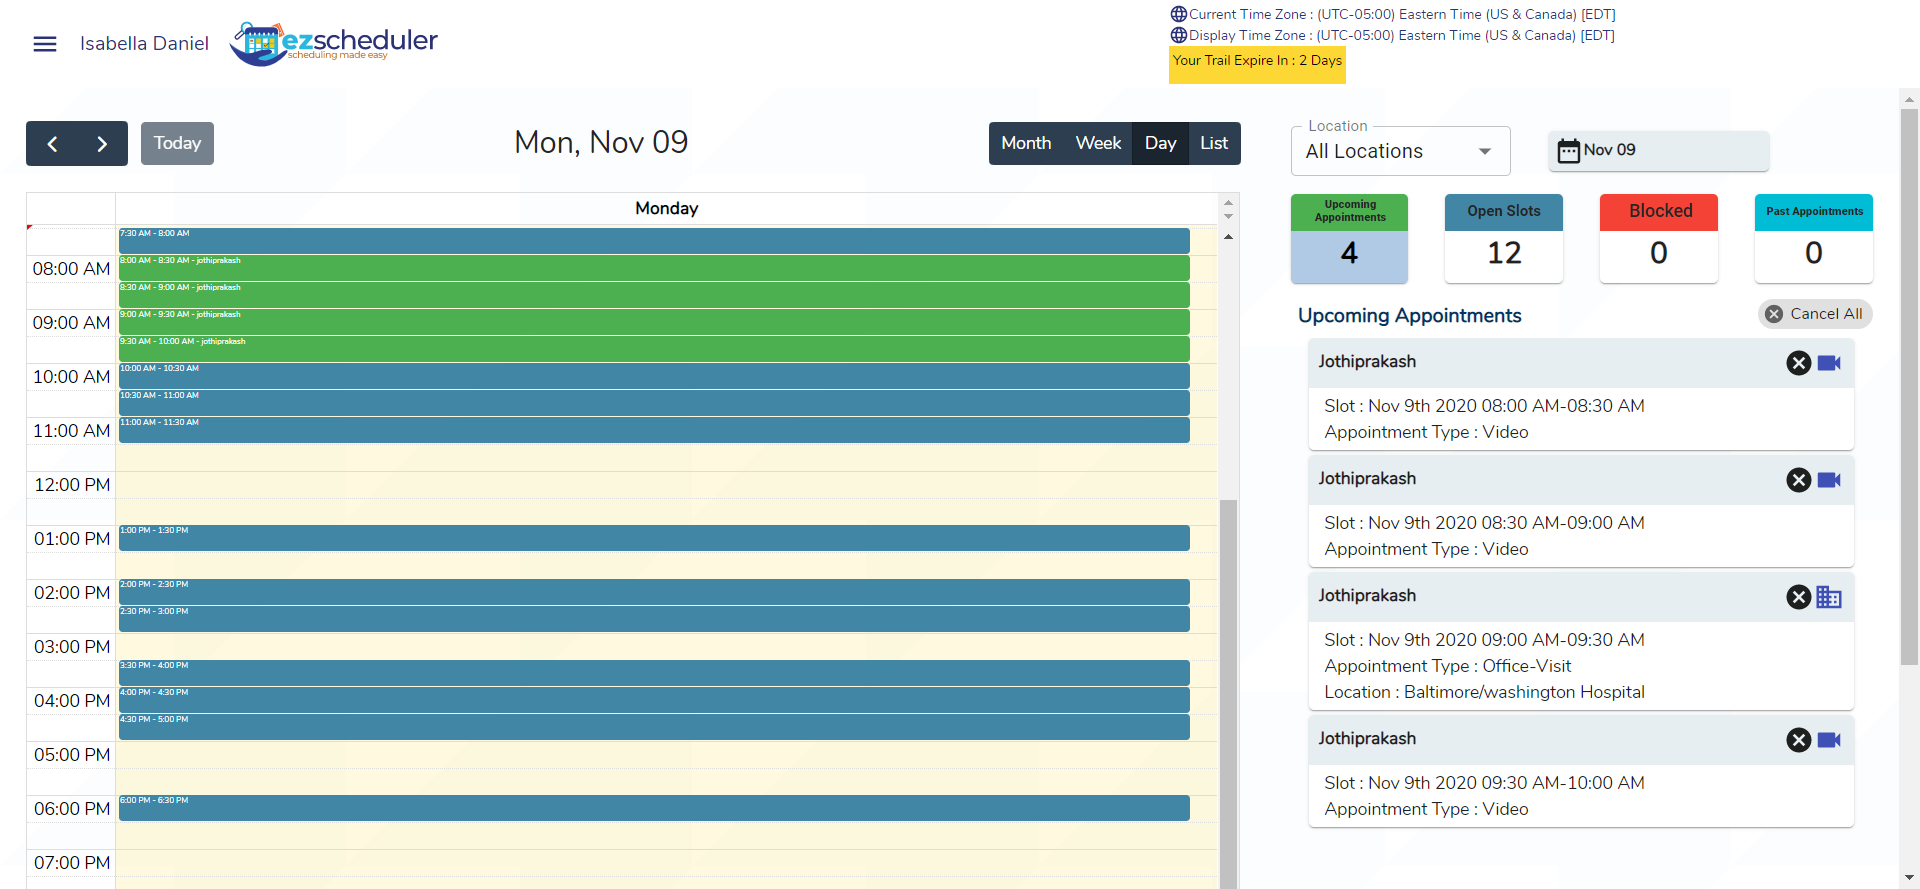 Isabella Daniel
ezscheduler
scheduling made easy
Current Time Zone : (UTC-05:00) Eastern Time (US & Canada) [EDT]
Display Time Zone : (UTC-05:00) Eastern Time (US & Canada) [EDT]
Your Trail Expire In : 2 Days
Today
Mon, Nov 09
Month Week Day List
Monday
7:30 AM - 8:00 AM
08:00 AM
8:00 AM - 8:30 AM - jothiprakash
8:30 AM - 9:00 AM - jothiprakash
09:00 AM
9:00 AM - 9:30 AM - jothiprakash
9:30 AM - 10:00 AM - jothiprakash
10:00 AM
10:00 AM - 10:30 AM
10:30 AM - 11:00 AM
11:00 AM
11:00 AM - 11:30 AM
12:00 PM
01:00 PM
1:00 PM - 1:30 PM
02:00 PM
2:00 PM - 2:30 PM
2:30 PM - 3:00 PM
03:00 PM
3:30 PM - 4:00 PM
04:00 PM
4:00 PM - 4:30 PM
4:30 PM - 5:00 PM
05:00 PM
06:00 PM
6:00 PM - 6:30 PM
07:00 PM
Location
All Locations
Nov 09
Upcoming
Appointments
4
Open Slots
12
Blocked
0
Past Appointments
0
Upcoming Appointments
Cancel All
Jothiprakash
Slot : Nov 9th 2020 08:00 AM-08:30 AM
Appointment Type : Video
Jothiprakash
Slot : Nov 9th 2020 08:30 AM-09:00 AM
Appointment Type : Video
Jothiprakash
Slot : Nov 9th 2020 09:00 AM-09:30 AM
Appointment Type : Office-Visit
Location : Baltimore/washington Hospital
Jothiprakash
Slot : Nov 9th 2020 09:30 AM-10:00 AM
Appointment Type : Video